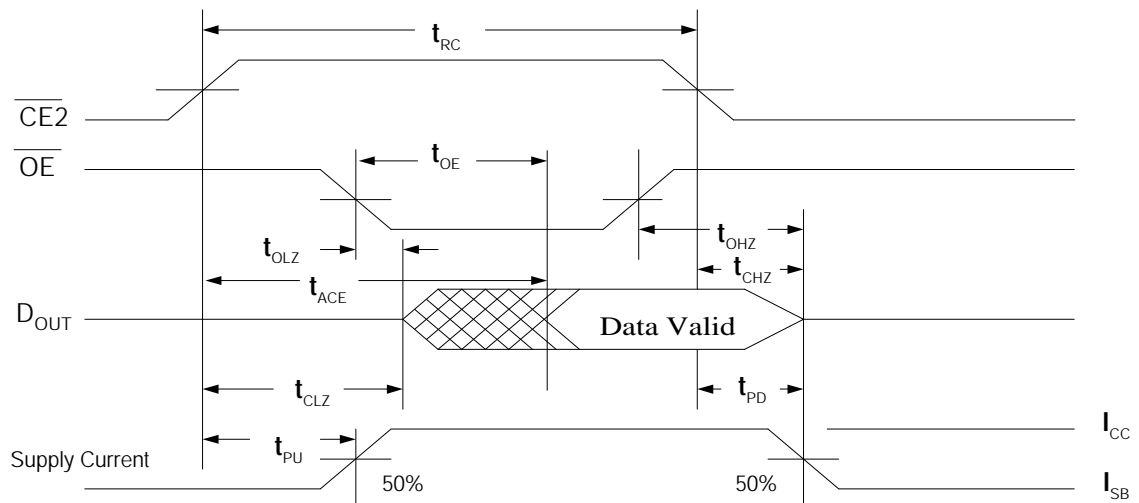 tRC
CE2
OE
tOE
tOLZ
tOHZ
tACE
tCHZ
DOUT
Data Valid
tCLZ
tPD
tPU
ICC
Supply Current
50%
50%
ISB